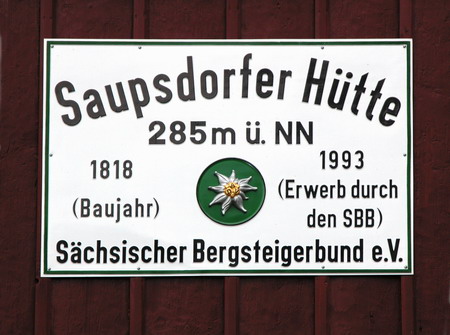 Saupsdorfer Hütte
285m ü. NN
1818
(Baujahr)
1993
(Erwerb durch
den SBB)
Sächsischer Bergsteigerbund e.V.